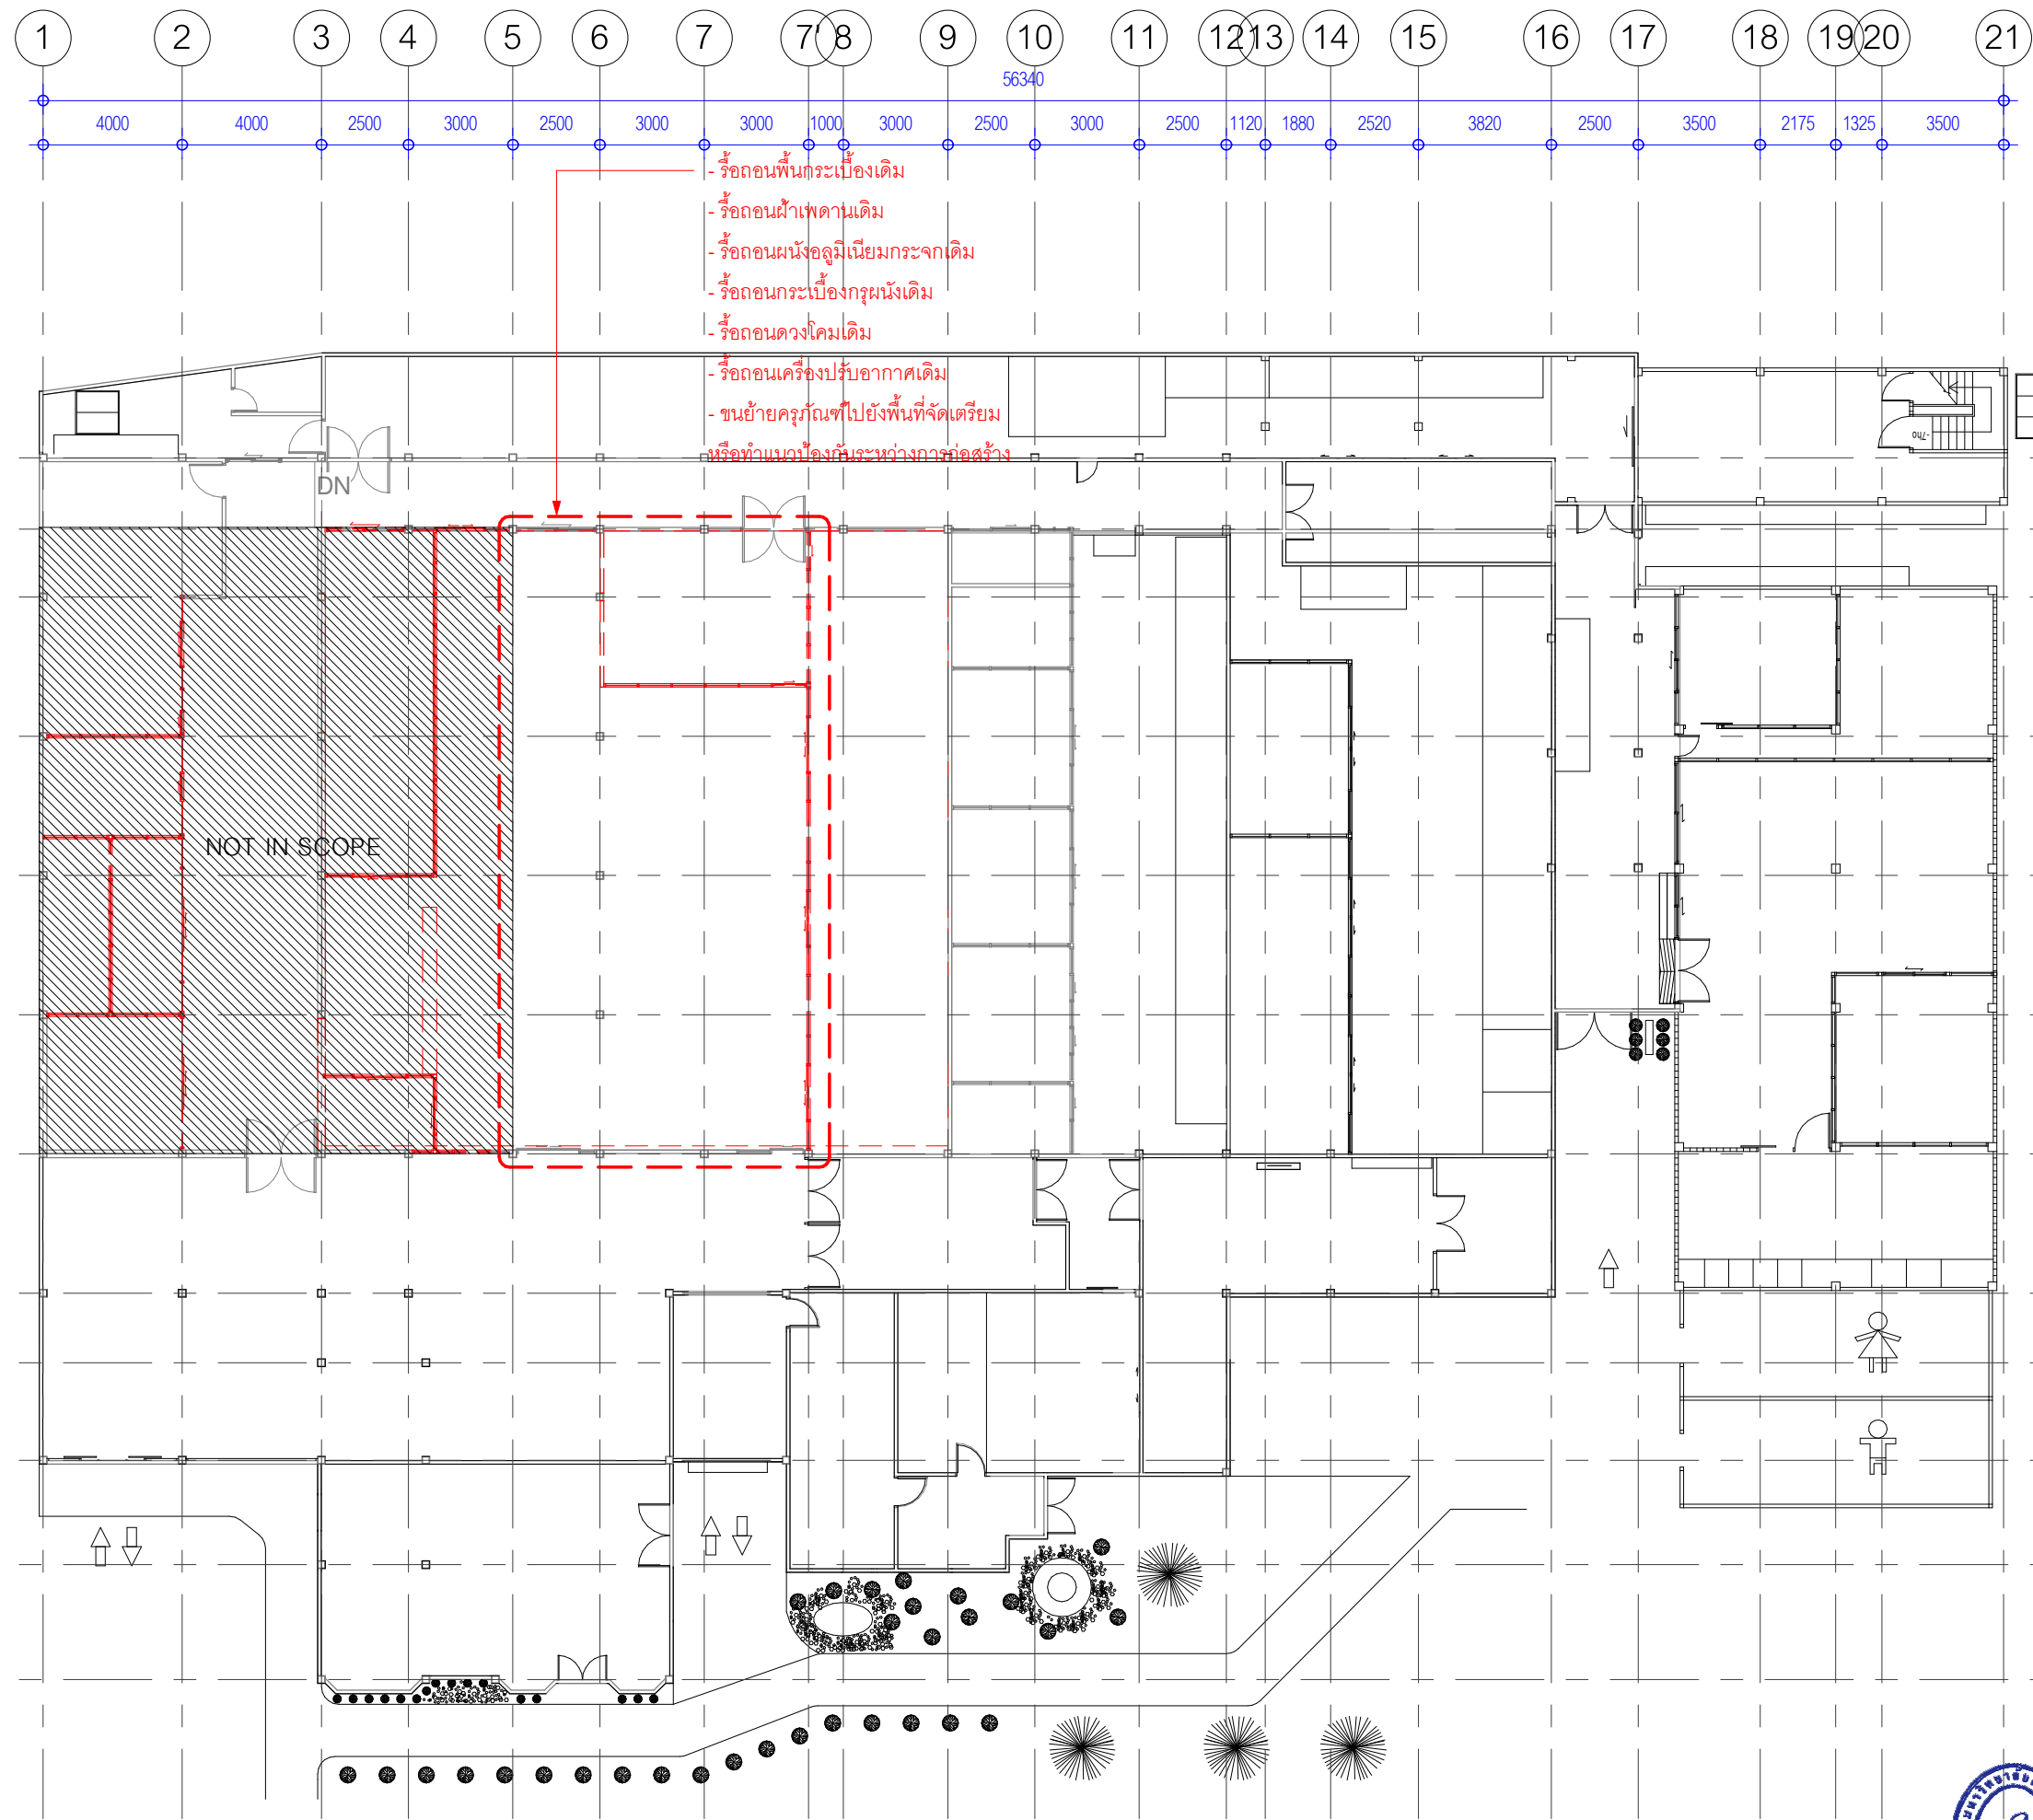 1 2 3 4 5 6 7 7' 8 9 10 11 12 13 14 15 16 17 18 19 20 21
56340
4000 4000 2500 3000 2500 3000 3000 1000 3000 2500 3000 2500 1120 1880 2520 3820 2500 3500 2175 1325 3500
- รื้อถอนพื้นกระเบื้องเดิม
- รื้อถอนฝ้าเพดานเดิม
- รื้อถอนผนังอลูมิเนียมกระจกเดิม
- รื้อถอนกระเบื้องกรุผนังเดิม
- รื้อถอนดวงโคมเดิม
- รื้อถอนเครื่องปรับอากาศเดิม
- ขนย้ายครุภัณฑ์ไปยังพื้นที่จัดเตรียม
หรือทำแนวป้องกันระหว่างการก่อสร้าง
DN
NOT IN SCOPE